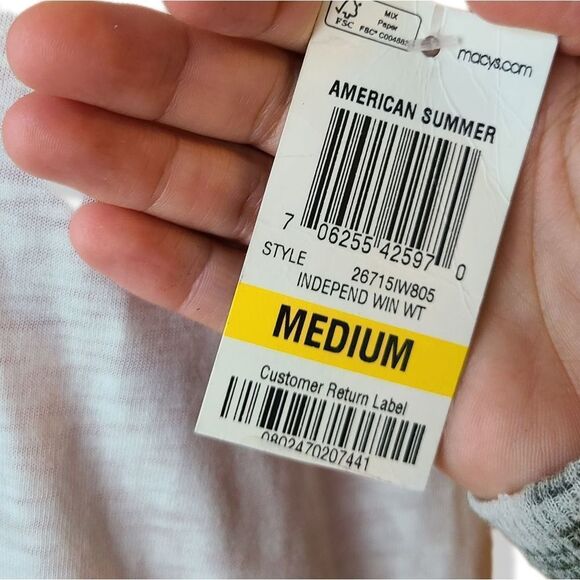 MIX
Paper
FSC
macys.com
AMERICAN SUMMER
7 06255 42597 0
STYLE 26715IW805
INDEPEND WIN WT
MEDIUM
Customer Return Label
0802470207441